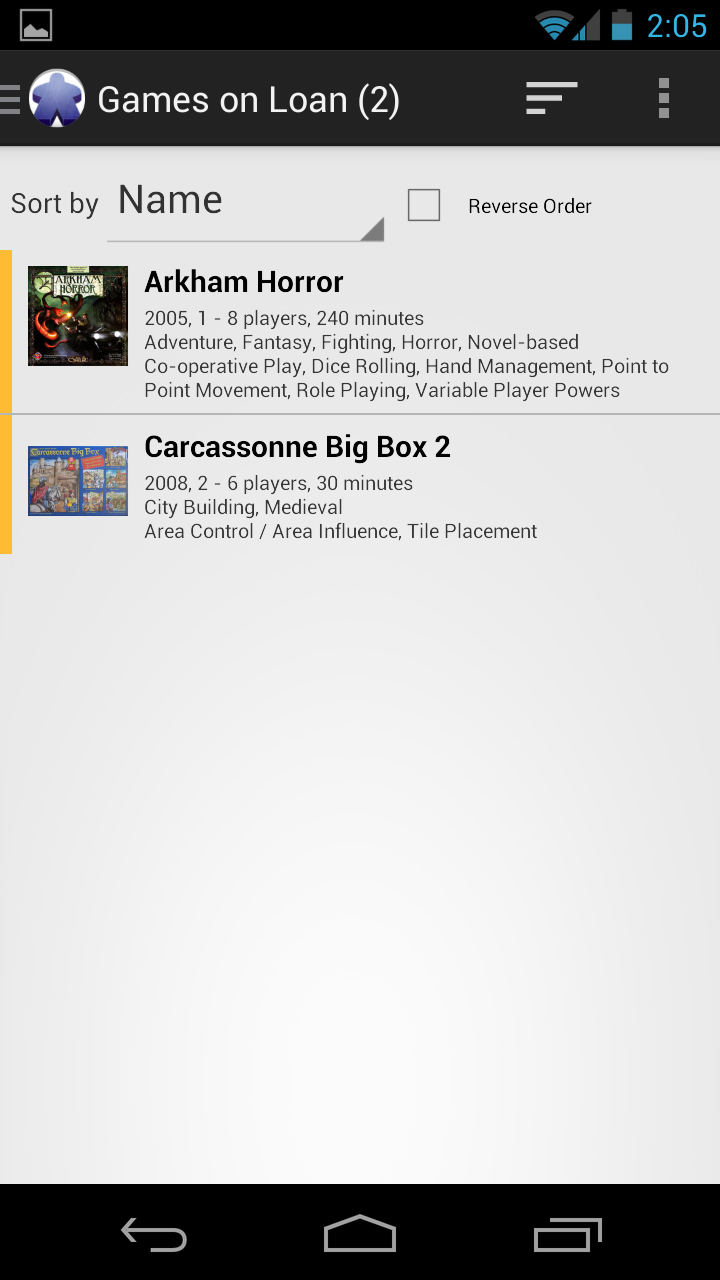 2:05
Games on Loan (2)
Sort by Name Reverse Order
ARKHAM HORROR
Arkham Horror
2005, 1 - 8 players, 240 minutes
Adventure, Fantasy, Fighting, Horror, Novel-based
Co-operative Play, Dice Rolling, Hand Management, Point to
Point Movement, Role Playing, Variable Player Powers
Carcassonne Big Box
Carcassonne Big Box 2
2008, 2 - 6 players, 30 minutes
City Building, Medieval
Area Control / Area Influence, Tile Placement